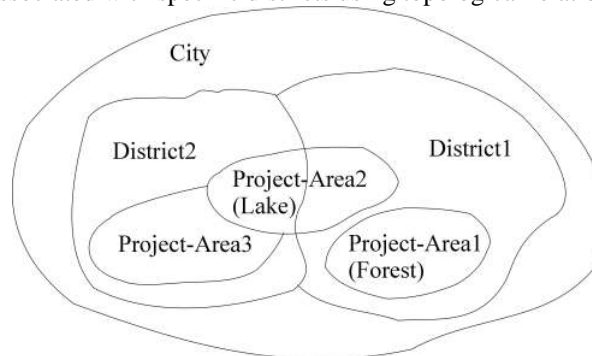 City
District2
District1
Project-Area2
(Lake)
Project-Area3
Project-Area1
(Forest)